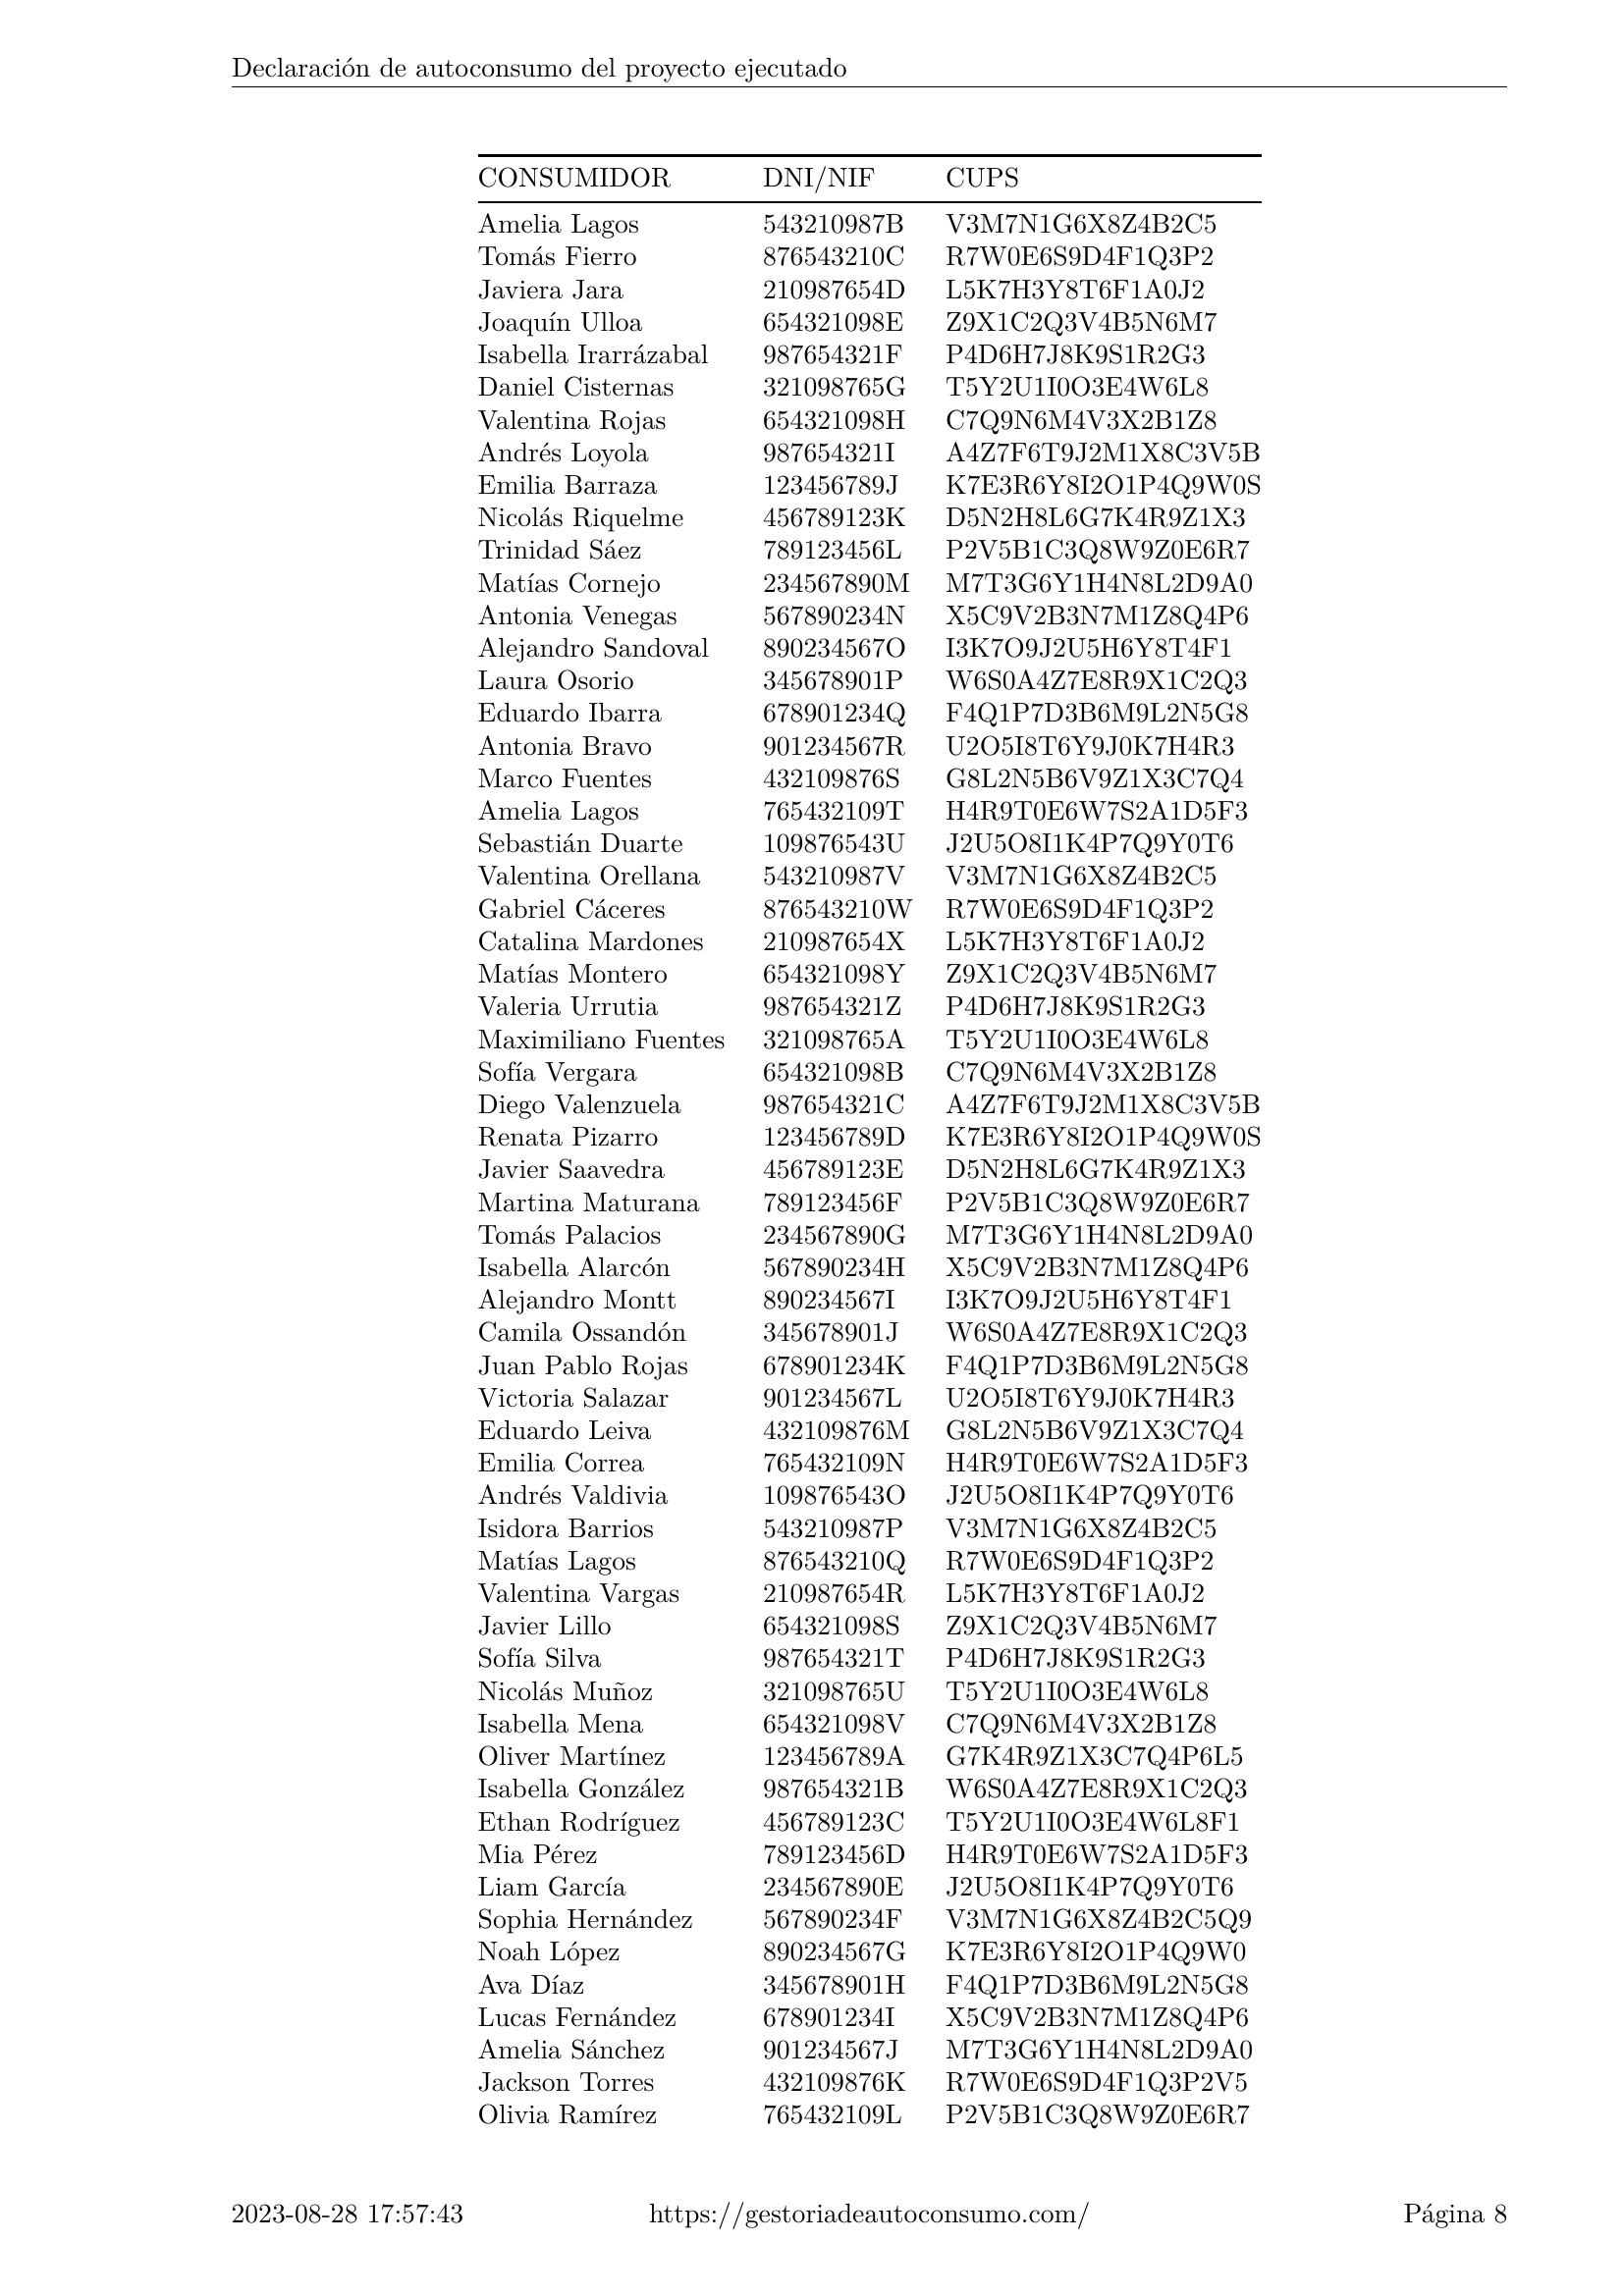 Declaración de autoconsumo del proyecto ejecutado
CONSUMIDOR DNI/NIF CUPS
Amelia Lagos 543210987B V3M7N1G6X8Z4B2C5
Tomás Fierro 876543210C R7W0E6S9D4F1Q3P2
Javiera Jara 210987654D L5K7H3Y8T6F1A0J2
Joaquín Ulloa 654321098E Z9X1C2Q3V4B5N6M7
Isabella Irarrázabal 987654321F P4D6H7J8K9S1R2G3
Daniel Cisternas 321098765G T5Y2U1I0O3E4W6L8
Valentina Rojas 654321098H C7Q9N6M4V3X2B1Z8
Andrés Loyola 987654321I A4Z7F6T9J2M1X8C3V5B
Emilia Barraza 123456789J K7E3R6Y8I2O1P4Q9W0S
Nicolás Riquelme 456789123K D5N2H8L6G7K4R9Z1X3
Trinidad Sáez 789123456L P2V5B1C3Q8W9Z0E6R7
Matías Cornejo 234567890M M7T3G6Y1H4N8L2D9A0
Antonia Venegas 567890234N X5C9V2B3N7M1Z8Q4P6
Alejandro Sandoval 890234567O I3K7O9J2U5H6Y8T4F1
Laura Osorio 345678901P W6S0A4Z7E8R9X1C2Q3
Eduardo Ibarra 678901234Q F4Q1P7D3B6M9L2N5G8
Antonia Bravo 901234567R U2O5I8T6Y9J0K7H4R3
Marco Fuentes 432109876S G8L2N5B6V9Z1X3C7Q4
Amelia Lagos 765432109T H4R9T0E6W7S2A1D5F3
Sebastián Duarte 109876543U J2U5O8I1K4P7Q9Y0T6
Valentina Orellana 543210987V V3M7N1G6X8Z4B2C5
Gabriel Cáceres 876543210W R7W0E6S9D4F1Q3P2
Catalina Mardones 210987654X L5K7H3Y8T6F1A0J2
Matías Montero 654321098Y Z9X1C2Q3V4B5N6M7
Valeria Urrutia 987654321Z P4D6H7J8K9S1R2G3
Maximiliano Fuentes 321098765A T5Y2U1I0O3E4W6L8
Sofía Vergara 654321098B C7Q9N6M4V3X2B1Z8
Diego Valenzuela 987654321C A4Z7F6T9J2M1X8C3V5B
Renata Pizarro 123456789D K7E3R6Y8I2O1P4Q9W0S
Javier Saavedra 456789123E D5N2H8L6G7K4R9Z1X3
Martina Maturana 789123456F P2V5B1C3Q8W9Z0E6R7
Tomás Palacios 234567890G M7T3G6Y1H4N8L2D9A0
Isabella Alarcón 567890234H X5C9V2B3N7M1Z8Q4P6
Alejandro Montt 890234567I I3K7O9J2U5H6Y8T4F1
Camila Ossandón 345678901J W6S0A4Z7E8R9X1C2Q3
Juan Pablo Rojas 678901234K F4Q1P7D3B6M9L2N5G8
Victoria Salazar 901234567L U2O5I8T6Y9J0K7H4R3
Eduardo Leiva 432109876M G8L2N5B6V9Z1X3C7Q4
Emilia Correa 765432109N H4R9T0E6W7S2A1D5F3
Andrés Valdivia 109876543O J2U5O8I1K4P7Q9Y0T6
Isidora Barrios 543210987P V3M7N1G6X8Z4B2C5
Matías Lagos 876543210Q R7W0E6S9D4F1Q3P2
Valentina Vargas 210987654R L5K7H3Y8T6F1A0J2
Javier Lillo 654321098S Z9X1C2Q3V4B5N6M7
Sofía Silva 987654321T P4D6H7J8K9S1R2G3
Nicolás Muñoz 321098765U T5Y2U1I0O3E4W6L8
Isabella Mena 654321098V C7Q9N6M4V3X2B1Z8
Oliver Martínez 123456789A G7K4R9Z1X3C7Q4P6L5
Isabella González 987654321B W6S0A4Z7E8R9X1C2Q3
Ethan Rodríguez 456789123C T5Y2U1I0O3E4W6L8F1
Mia Pérez 789123456D H4R9T0E6W7S2A1D5F3
Liam García 234567890E J2U5O8I1K4P7Q9Y0T6
Sophia Hernández 567890234F V3M7N1G6X8Z4B2C5Q9
Noah López 890234567G K7E3R6Y8I2O1P4Q9W0
Ava Díaz 345678901H F4Q1P7D3B6M9L2N5G8
Lucas Fernández 678901234I X5C9V2B3N7M1Z8Q4P6
Amelia Sánchez 901234567J M7T3G6Y1H4N8L2D9A0
Jackson Torres 432109876K R7W0E6S9D4F1Q3P2V5
Olivia Ramírez 765432109L P2V5B1C3Q8W9Z0E6R7
2023-08-28 17:57:43 https://gestoriadeautoconsumo.com/ Página 8